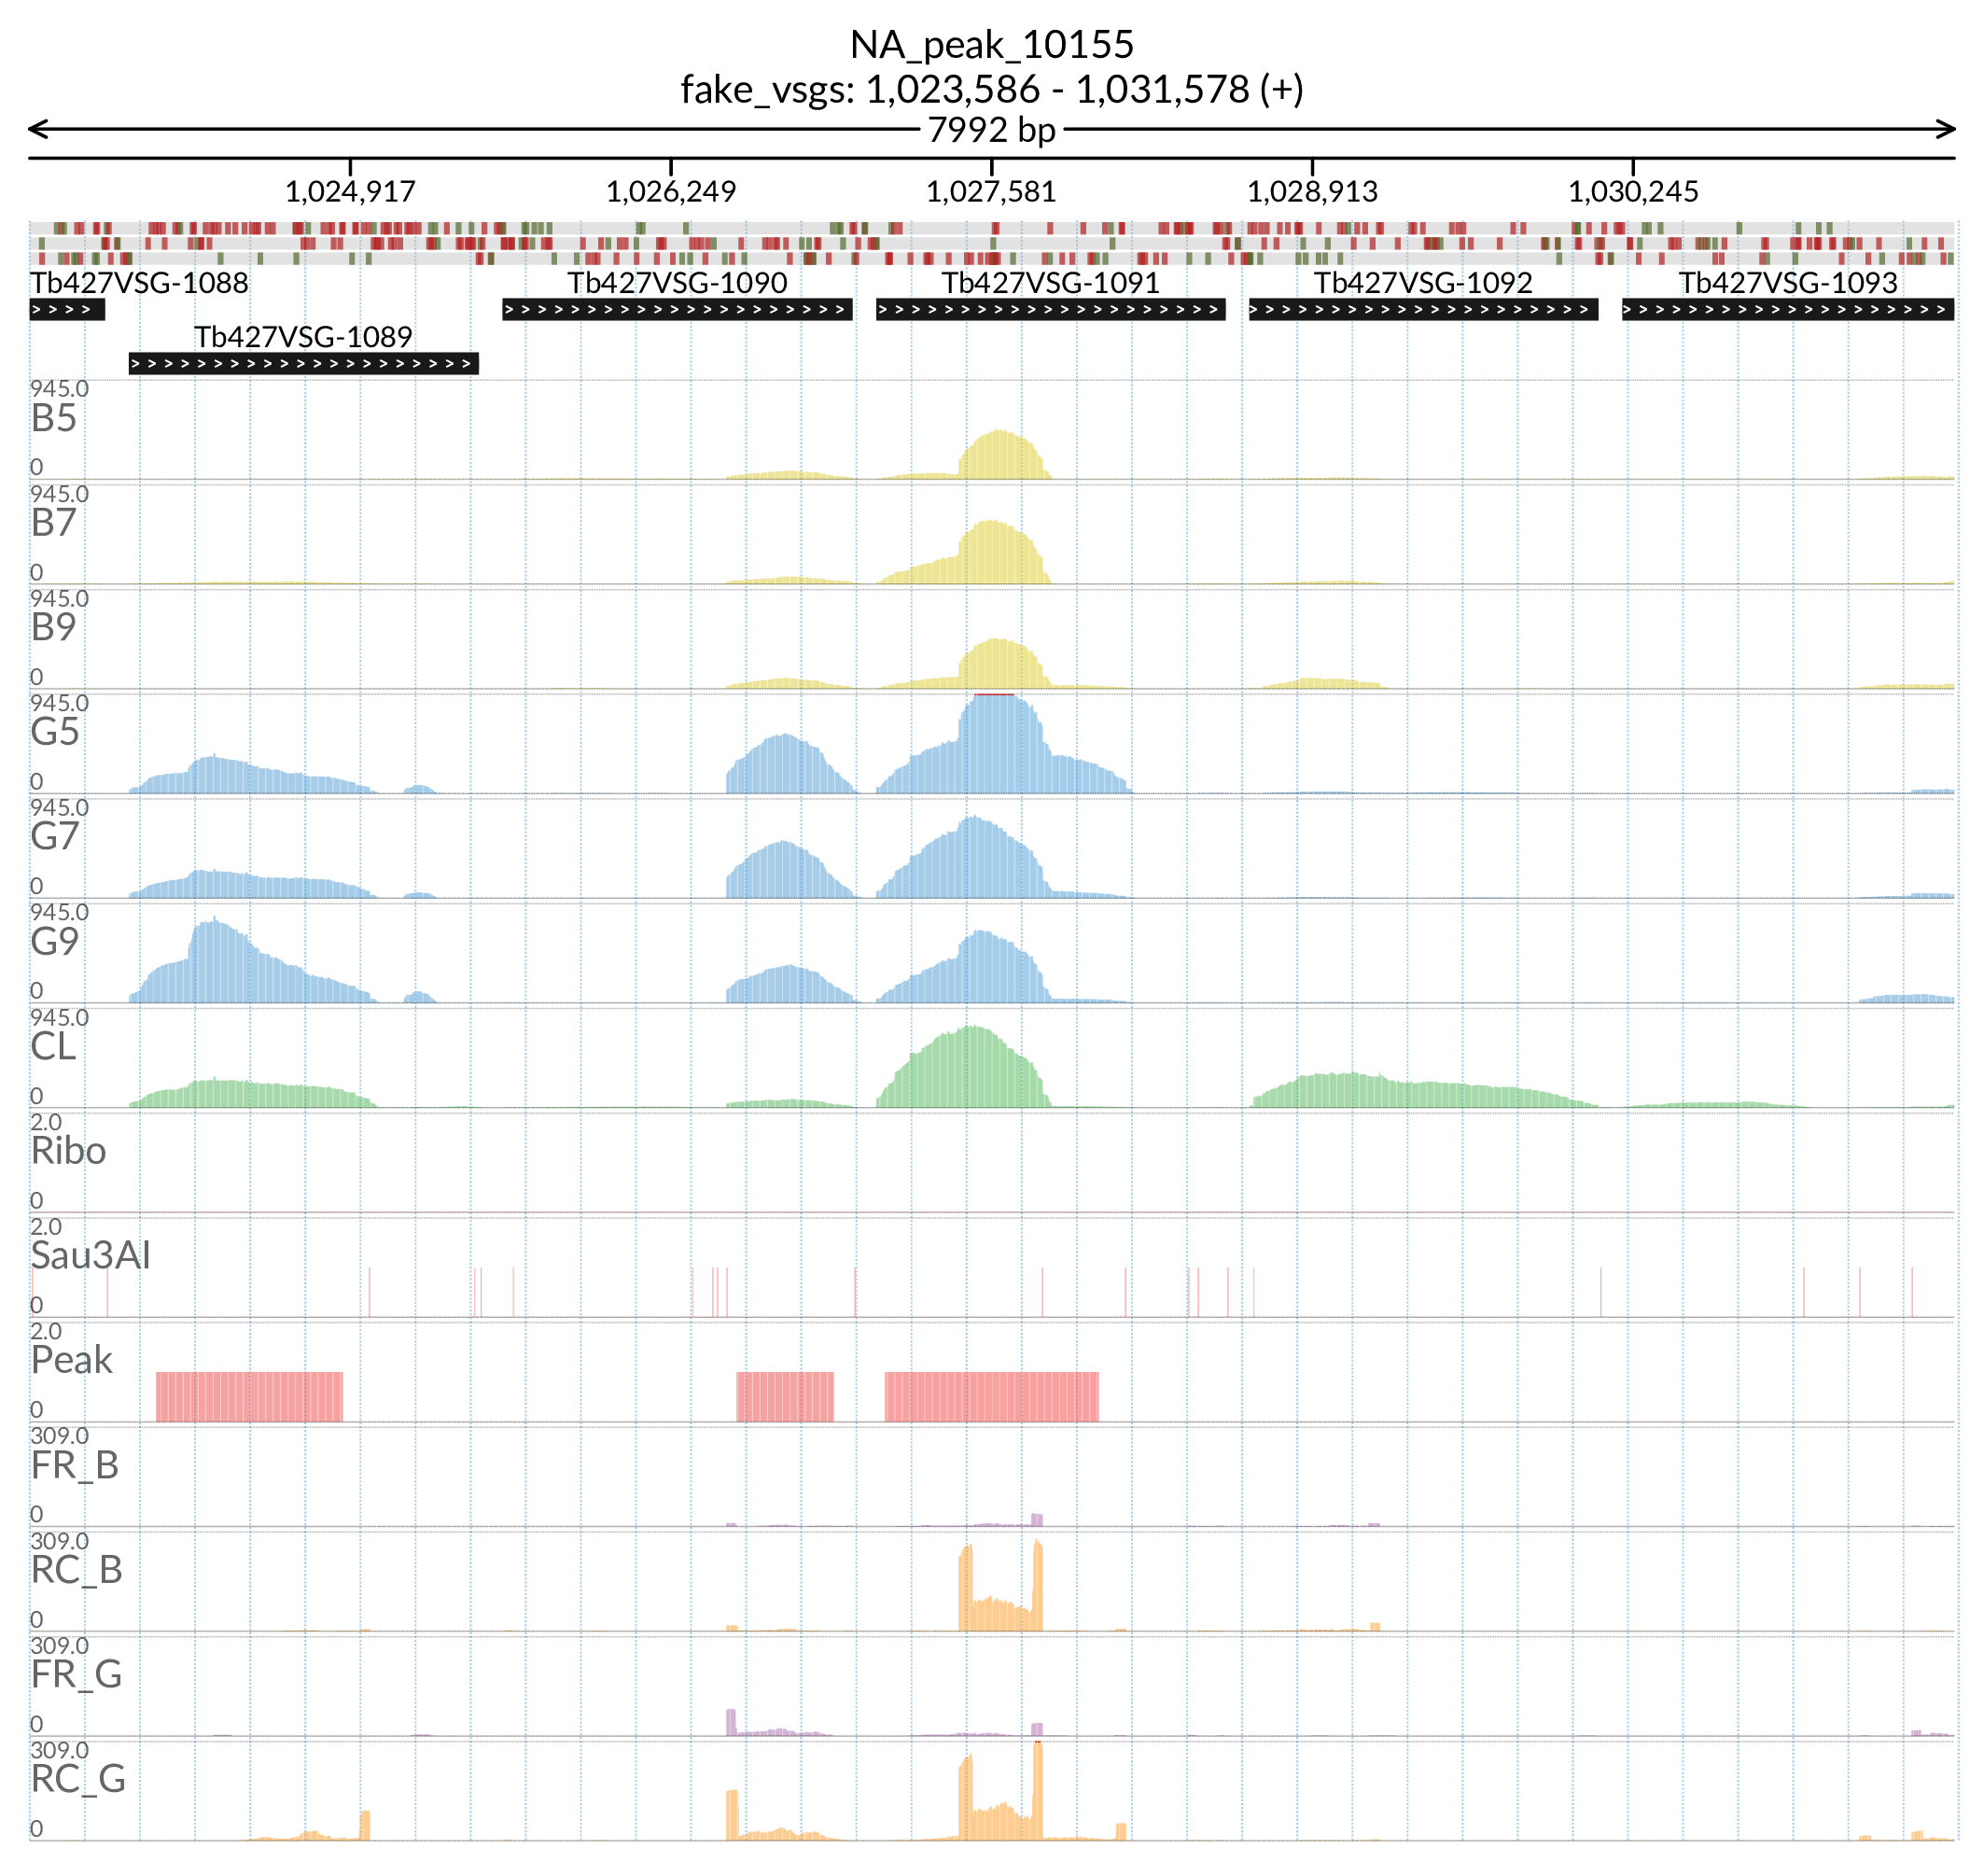 NA_peak_10155
fake_vsgs: 1,023,586 - 1,031,578 (+)
7992 bp
1,024,917 1,026,249 1,027,581 1,028,913 1,030,245
Tb427VSG-1088 Tb427VSG-1090 Tb427VSG-1091 Tb427VSG-1092 Tb427VSG-1093
Tb427VSG-1089
945.0
B5
0
945.0
B7
0
945.0
B9
0
945.0
G5
0
945.0
G7
0
945.0
G9
0
945.0
CL
0
2.0
Ribo
0
2.0
Sau3AI
0
2.0
Peak
0
309.0
FR_B
0
309.0
RC_B
0
309.0
FR_G
0
309.0
RC_G
0